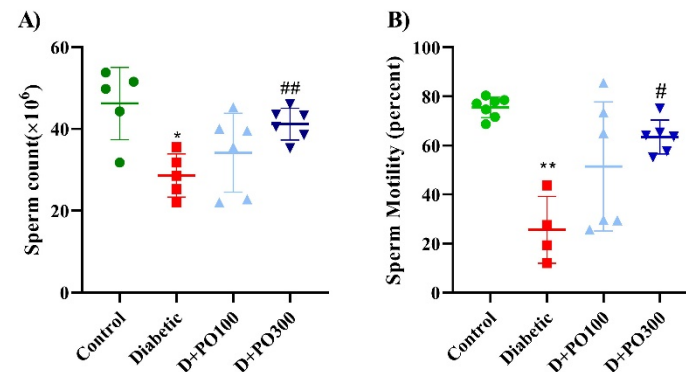 A)
Sperm count(×10⁶)
60
40
20
0
*
##
Control
Diabetic
D+PO100
D+PO300
B)
Sperm Motility (percent)
100
80
60
40
20
0
**
#
Control
Diabetic
D+PO100
D+PO300